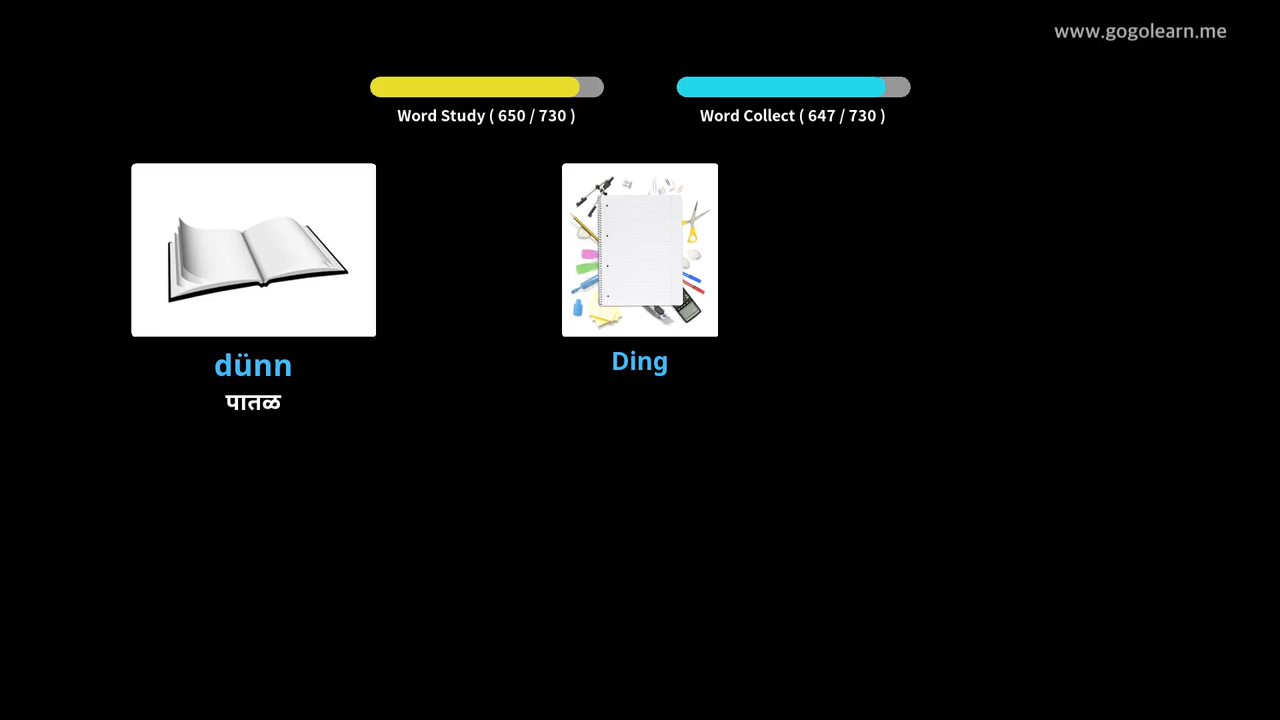 www.gogolearn.me
Word Study ( 650 / 730 )
Word Collect ( 647 / 730 )
dünn
पातळ
Ding